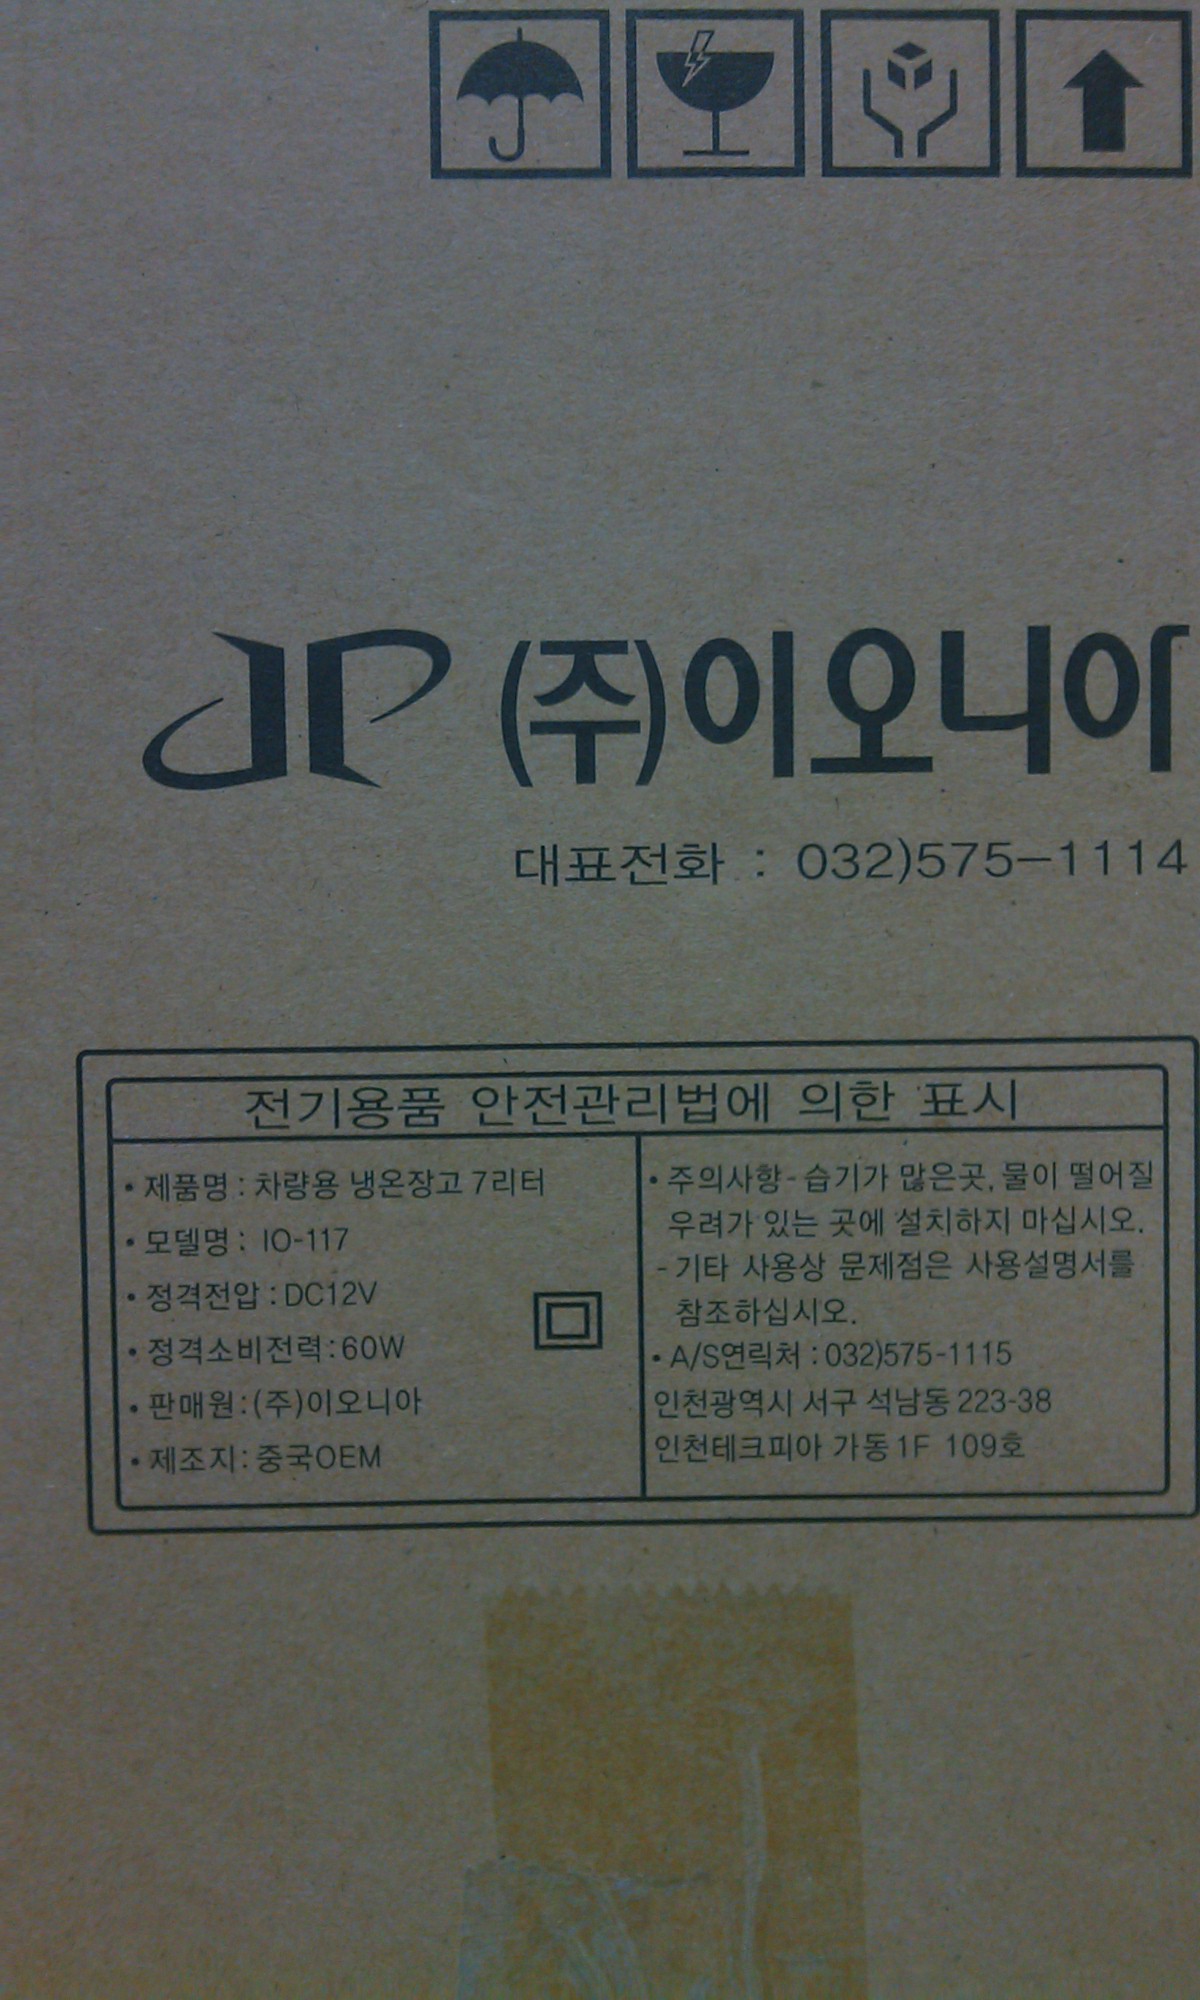 (주)이오니아
대표전화 : 032)575-1114
전기용품 안전관리법에 의한 표시
• 제품명 : 차량용 냉온장고 7리터
• 모델명 : IO-117
• 정격전압 : DC12V
• 정격소비전력 : 60W
• 판매원 : (주)이오니아
• 제조지 : 중국OEM
• 주의사항 - 습기가 많은곳, 물이 떨어질
우려가 있는 곳에 설치하지 마십시오.
- 기타 사용상 문제점은 사용설명서를
참조하십시오.
• A/S연릭처 : 032)575-1115
인천광역시 서구 석남동 223-38
인천테크피아 가동 1F 109호